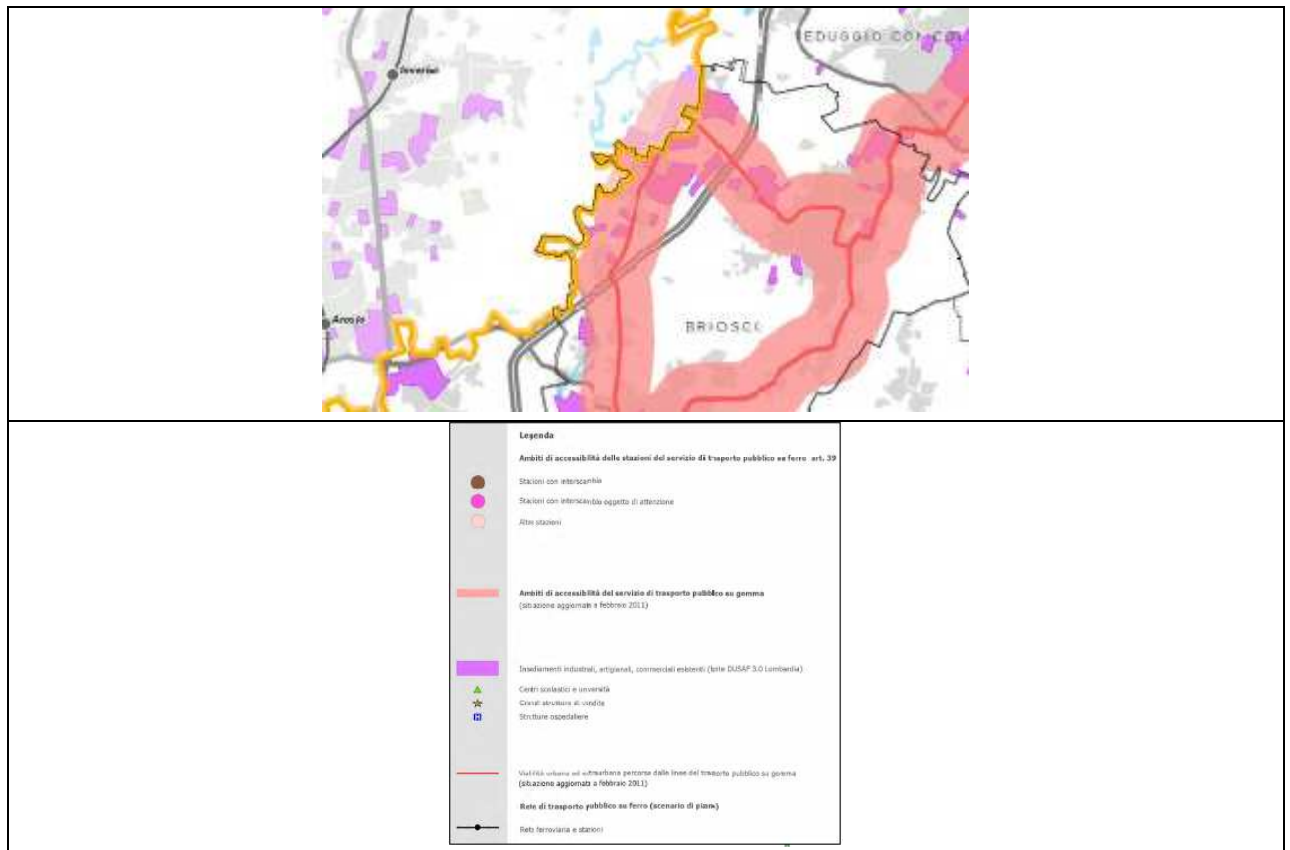 Inverigo
Arosio
BRIOSC
Legenda
Ambiti di accessibilità delle stazioni del servizio di trasporto pubblico su ferro art. 39
Stazioni con interscambio
Stazioni con interscambio oggetto di attenzione
Altre stazioni
Ambiti di accessibilità del servizio di trasporto pubblico su gomma
(situazione aggiornata a febbraio 2011)
Insediamenti industriali, artigianali, commerciali esistenti (fonte DUSAF 3.0 Lombardia)
Centri scolastici e università
Grandi strutture di vendita
Strutture ospedaliere
H
Viabilità urbana ed extraurbana percorsa dalle linee del trasporto pubblico su gomma
(situazione aggiornata a febbraio 2011)
Rete di trasporto pubblico su ferro (scenario di piano)
Rete ferroviaria e stazioni